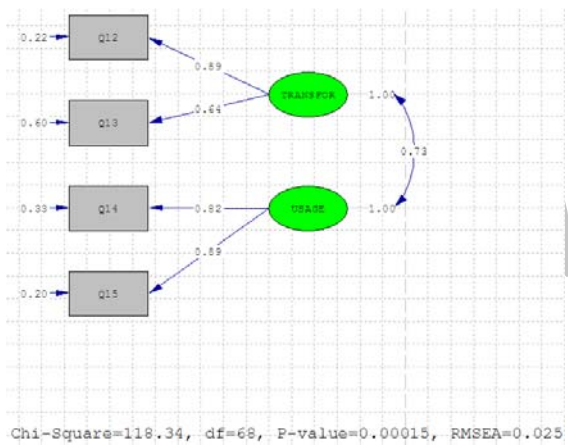 0.22 Q12
0.89
TRANSFOR 1.00
0.64
0.60 Q13
0.73
0.33 Q14 0.82 USAGE 1.00
0.89
0.20 Q15
Chi-Square=118.34, df=68, P-value=0.00015, RMSEA=0.025